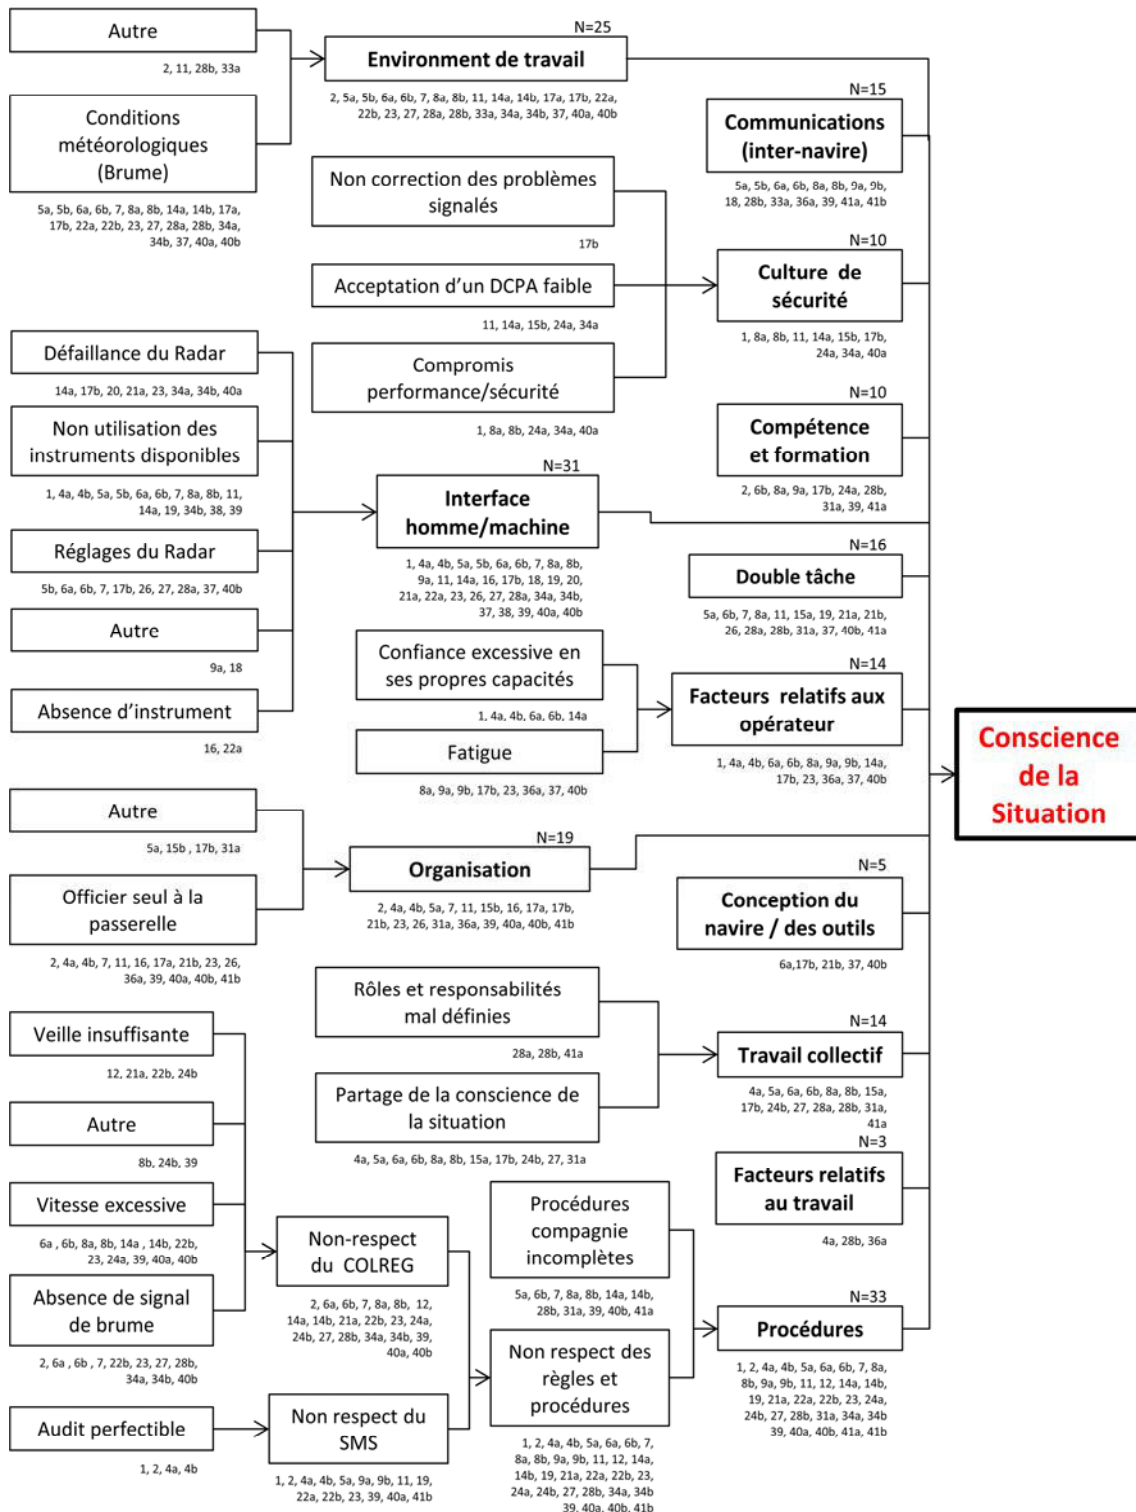 Autre
2, 11, 28b, 33a
Conditions
météorologiques
(Brume)
5a, 5b, 6a, 6b, 7, 8a, 8b, 14a, 14b, 17a,
17b, 22a, 22b, 23, 27, 28a, 28b, 34a,
34b, 37, 40a, 40b
N=25
Environment de travail
2, 5a, 5b, 6a, 6b, 7, 8a, 8b, 11, 14a, 14b, 17a, 17b, 22a,
22b, 23, 27, 28a, 28b, 33a, 34a, 34b, 37, 40a, 40b
N=15
Communications
(inter-navire)
5a, 5b, 6a, 6b, 8a, 8b, 9a, 9b,
18, 28b, 33a, 36a, 39, 41a, 41b
Non correction des problèmes
signalés
17b
Acceptation d'un DCPA faible
11, 14a, 15b, 24a, 34a
Compromis
performance/sécurité
1, 8a, 8b, 24a, 34a, 40a
N=10
Culture de
sécurité
1, 8a, 8b, 11, 14a, 15b, 17b,
24a, 34a, 40a
N=10
Compétence
et formation
2, 6b, 8a, 9a, 17b, 24a, 28b,
31a, 39, 41a
Défaillance du Radar
14a, 17b, 20, 21a, 23, 34a, 34b, 40a
Non utilisation des
instruments disponibles
1, 4a, 4b, 5a, 5b, 6a, 6b, 7, 8a, 8b, 11,
14a, 19, 34b, 38, 39
Réglages du Radar
5b, 6a, 6b, 7, 17b, 26, 27, 28a, 37, 40b
Autre
9a, 18
Absence d'instrument
16, 22a
N=31
Interface
homme/machine
1, 4a, 4b, 5a, 5b, 6a, 6b, 7, 8a, 8b,
9a, 11, 14a, 16, 17b, 18, 19, 20,
21a, 22a, 23, 26, 27, 28a, 34a, 34b,
37, 38, 39, 40a, 40b
N=16
Double tâche
5a, 6b, 7, 8a, 11, 15a, 19, 21a, 21b,
26, 28a, 28b, 31a, 37, 40b, 41a
Confiance excessive en
ses propres capacités
1, 4a, 4b, 6a, 6b, 14a
Fatigue
8a, 9a, 9b, 17b, 23, 36a, 37, 40b
N=14
Facteurs relatifs aux
opérateur
1, 4a, 4b, 6a, 6b, 8a, 9a, 9b, 14a,
17b, 23, 36a, 37, 40b
Conscience
de la
Situation
Autre
5a, 15b , 17b, 31a
Officier seul à la
passerelle
2, 4a, 4b, 7, 11, 16, 17a, 21b, 23, 26,
36a, 39, 40a, 40b, 41b
N=19
Organisation
2, 4a, 4b, 5a, 7, 11, 15b, 16, 17a, 17b,
21b, 23, 26, 31a, 36a, 39, 40a, 40b, 41b
N=5
Conception du
navire / des outils
6a,17b, 21b, 37, 40b
Rôles et responsabilités
mal définies
28a, 28b, 41a
Partage de la conscience de
la situation
4a, 5a, 6a, 6b, 8a, 8b, 15a, 17b, 24b, 27, 31a
N=14
Travail collectif
4a, 5a, 6a, 6b, 8a, 8b, 15a,
17b, 24b, 27, 28a, 28b, 31a,
41a
N=3
Facteurs relatifs
au travail
4a, 28b, 36a
Veille insuffisante
12, 21a, 22b, 24b
Autre
8b, 24b, 39
Vitesse excessive
6a , 6b, 8a, 8b, 14a , 14b, 22b,
23, 24a, 39, 40a, 40b
Absence de signal
de brume
2, 6a , 6b , 7, 22b, 23, 27, 28b,
34a, 34b, 40b
Audit perfectible
1, 2, 4a, 4b
Non-respect
du COLREG
2, 6a, 6b, 7, 8a, 8b, 12,
14a, 14b, 21a, 22b, 23, 24a,
24b, 27, 28b, 34a, 34b, 39,
40a, 40b
Non respect du
SMS
1, 2, 4a, 4b, 5a, 9a, 9b, 11, 19,
22a, 22b, 23, 39, 40a, 41b
Procédures
compagnie
incomplètes
5a, 6b, 7, 8a, 8b, 14a, 14b,
28b, 31a, 39, 40b, 41a
Non respect des
règles et
procédures
1, 2, 4a, 4b, 5a, 6a, 6b, 7,
8a, 8b, 9a, 9b, 11, 12, 14a,
14b, 19, 21a, 22a, 22b, 23,
24a, 24b, 27, 28b, 34a, 34b
39, 40a, 40b, 41b
N=33
Procédures
1, 2, 4a, 4b, 5a, 6a, 6b, 7, 8a,
8b, 9a, 9b, 11, 12, 14a, 14b,
19, 21a, 22a, 22b, 23, 24a,
24b, 27, 28b, 31a, 34a, 34b
39, 40a, 40b, 41a, 41b